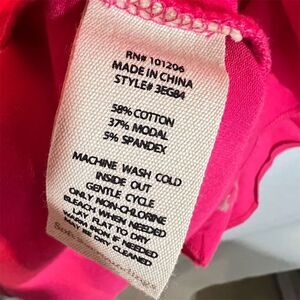 RN# 101206
MADE IN CHINA
STYLE# 3EG84
58% COTTON
37% MODAL
5% SPANDEX
MACHINE WASH COLD
INSIDE OUT
GENTLE CYCLE
ONLY NON-CHLORINE
BLEACH WHEN NEEDED
LAY FLAT TO DRY
WARM IRON, IF NEEDED
MAY BE DRY CLEANED